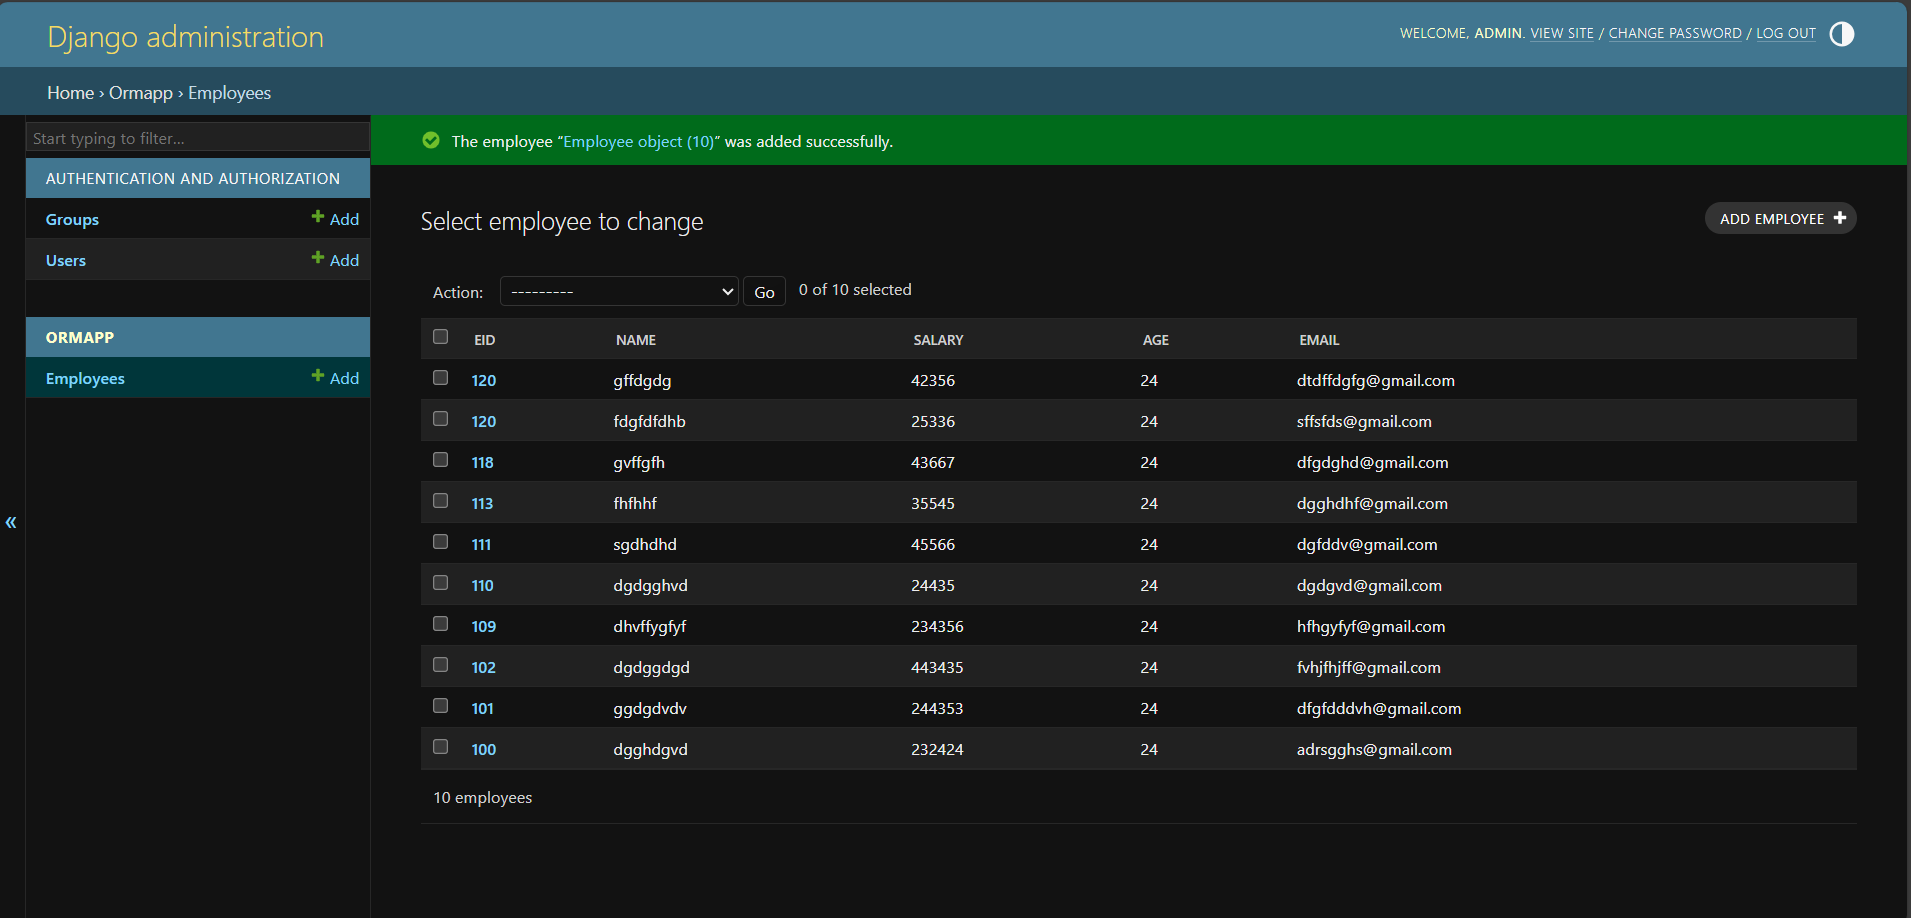 Django administration
WELCOME, ADMIN. VIEW SITE / CHANGE PASSWORD / LOG OUT
Home › Ormapp › Employees
Start typing to filter...
AUTHENTICATION AND AUTHORIZATION
Groups + Add
Users + Add
ORMAPP
Employees + Add
«
The employee “Employee object (10)” was added successfully.
Select employee to change
ADD EMPLOYEE +
Action: --------- Go 0 of 10 selected
EID NAME SALARY AGE EMAIL
120 gffdgdg 42356 24 dtdffdgfg@gmail.com
120 fdgfdfdhb 25336 24 sffsfds@gmail.com
118 gvffgfh 43667 24 dfgdghd@gmail.com
113 fhfhhf 35545 24 dgghdhf@gmail.com
111 sgdhdhd 45566 24 dgfddv@gmail.com
110 dgdgghvd 24435 24 dgdgvd@gmail.com
109 dhvffygfyf 234356 24 hfhgyfyf@gmail.com
102 dgdggdgd 443435 24 fvhjfhjff@gmail.com
101 ggdgdvdv 244353 24 dfgfdddvh@gmail.com
100 dgghdgvd 232424 24 adrsgghs@gmail.com
10 employees